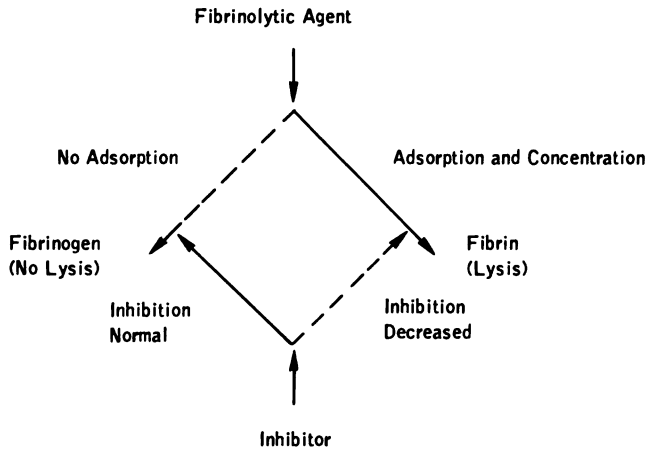 Fibrinolytic Agent
No Adsorption
Adsorption and Concentration
Fibrinogen
(No Lysis)
Fibrin
(Lysis)
Inhibition
Normal
Inhibition
Decreased
Inhibitor